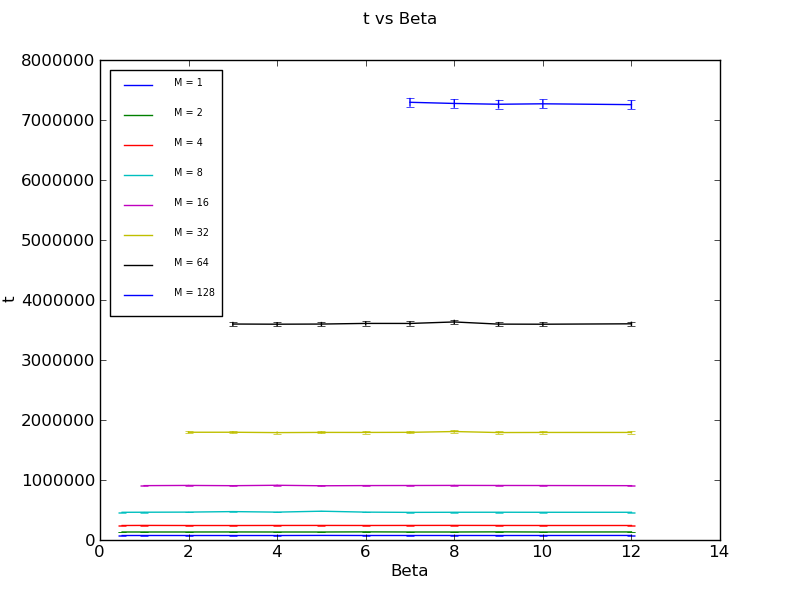 t vs Beta
8000000
7000000
6000000
5000000
4000000
3000000
2000000
1000000
0
t
M = 1
M = 2
M = 4
M = 8
M = 16
M = 32
M = 64
M = 128
0 2 4 6 8 10 12 14
Beta